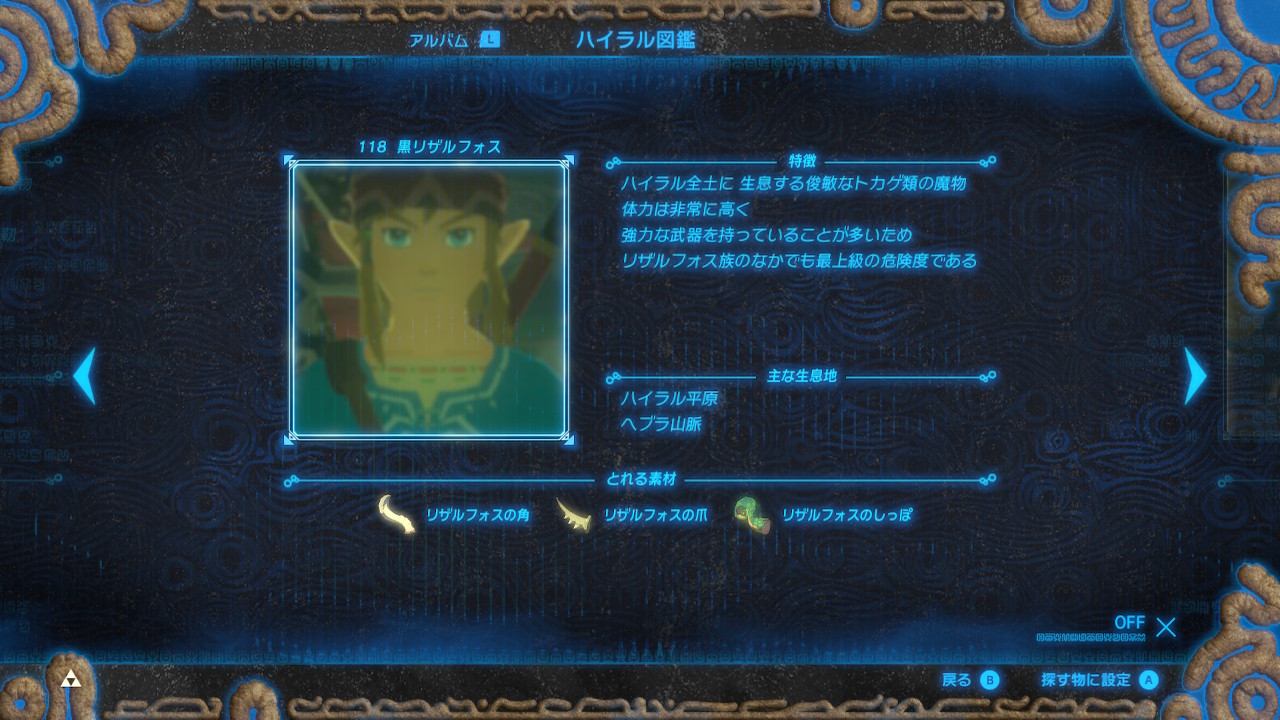 アルバム L
ハイラル図鑑
118 黒リザルフォス
特徴
ハイラル全土に 生息する俊敏なトカゲ類の魔物
体力は非常に高く
強力な武器を持っていることが多いため
リザルフォス族のなかでも最上級の危険度である
主な生息地
ハイラル平原
ヘブラ山脈
とれる素材
リザルフォスの角 リザルフォスの爪 リザルフォスのしっぽ
OFF
戻る B 探す物に設定 A